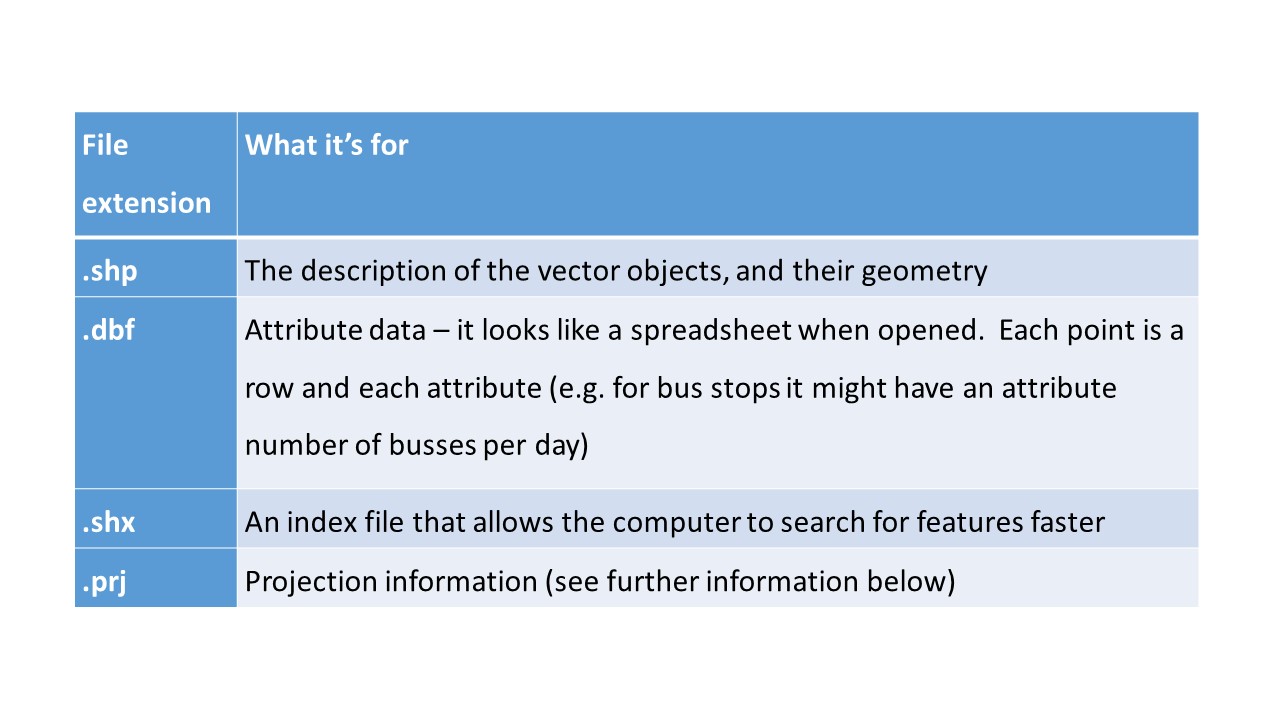 File
extension
What it’s for
.shp
The description of the vector objects, and their geometry
.dbf
Attribute data – it looks like a spreadsheet when opened.  Each point is a
row and each attribute (e.g. for bus stops it might have an attribute
number of busses per day)
.shx
An index file that allows the computer to search for features faster
.prj
Projection information (see further information below)